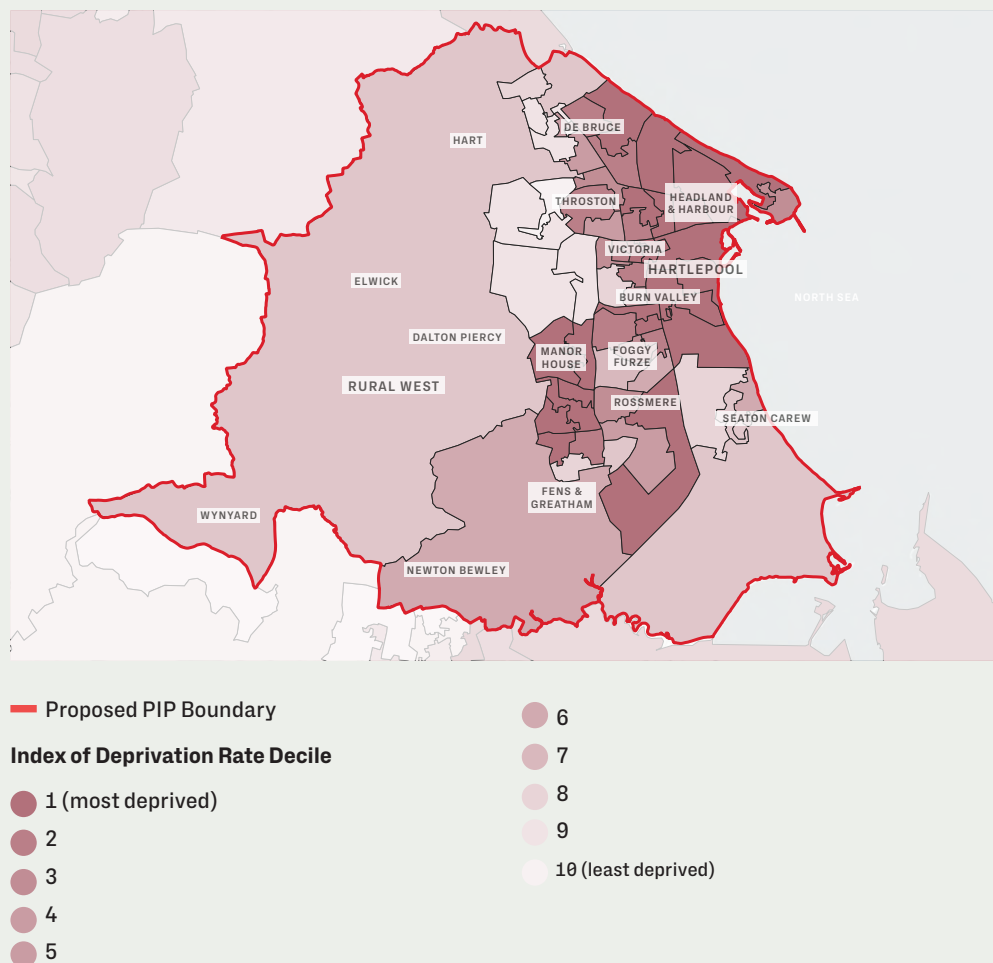 HART
DE BRUCE
THROSTON
HEADLAND
& HARBOUR
VICTORIA
HARTLEPOOL
ELWICK
BURN VALLEY
NORTH SEA
DALTON PIERCY
MANOR
HOUSE
FOGGY
FURZE
RURAL WEST
ROSSMERE
SEATON CAREW
FENS &
GREATHAM
WYNYARD
NEWTON BEWLEY
Proposed PIP Boundary
Index of Deprivation Rate Decile
1 (most deprived)
2
3
4
5
6
7
8
9
10 (least deprived)